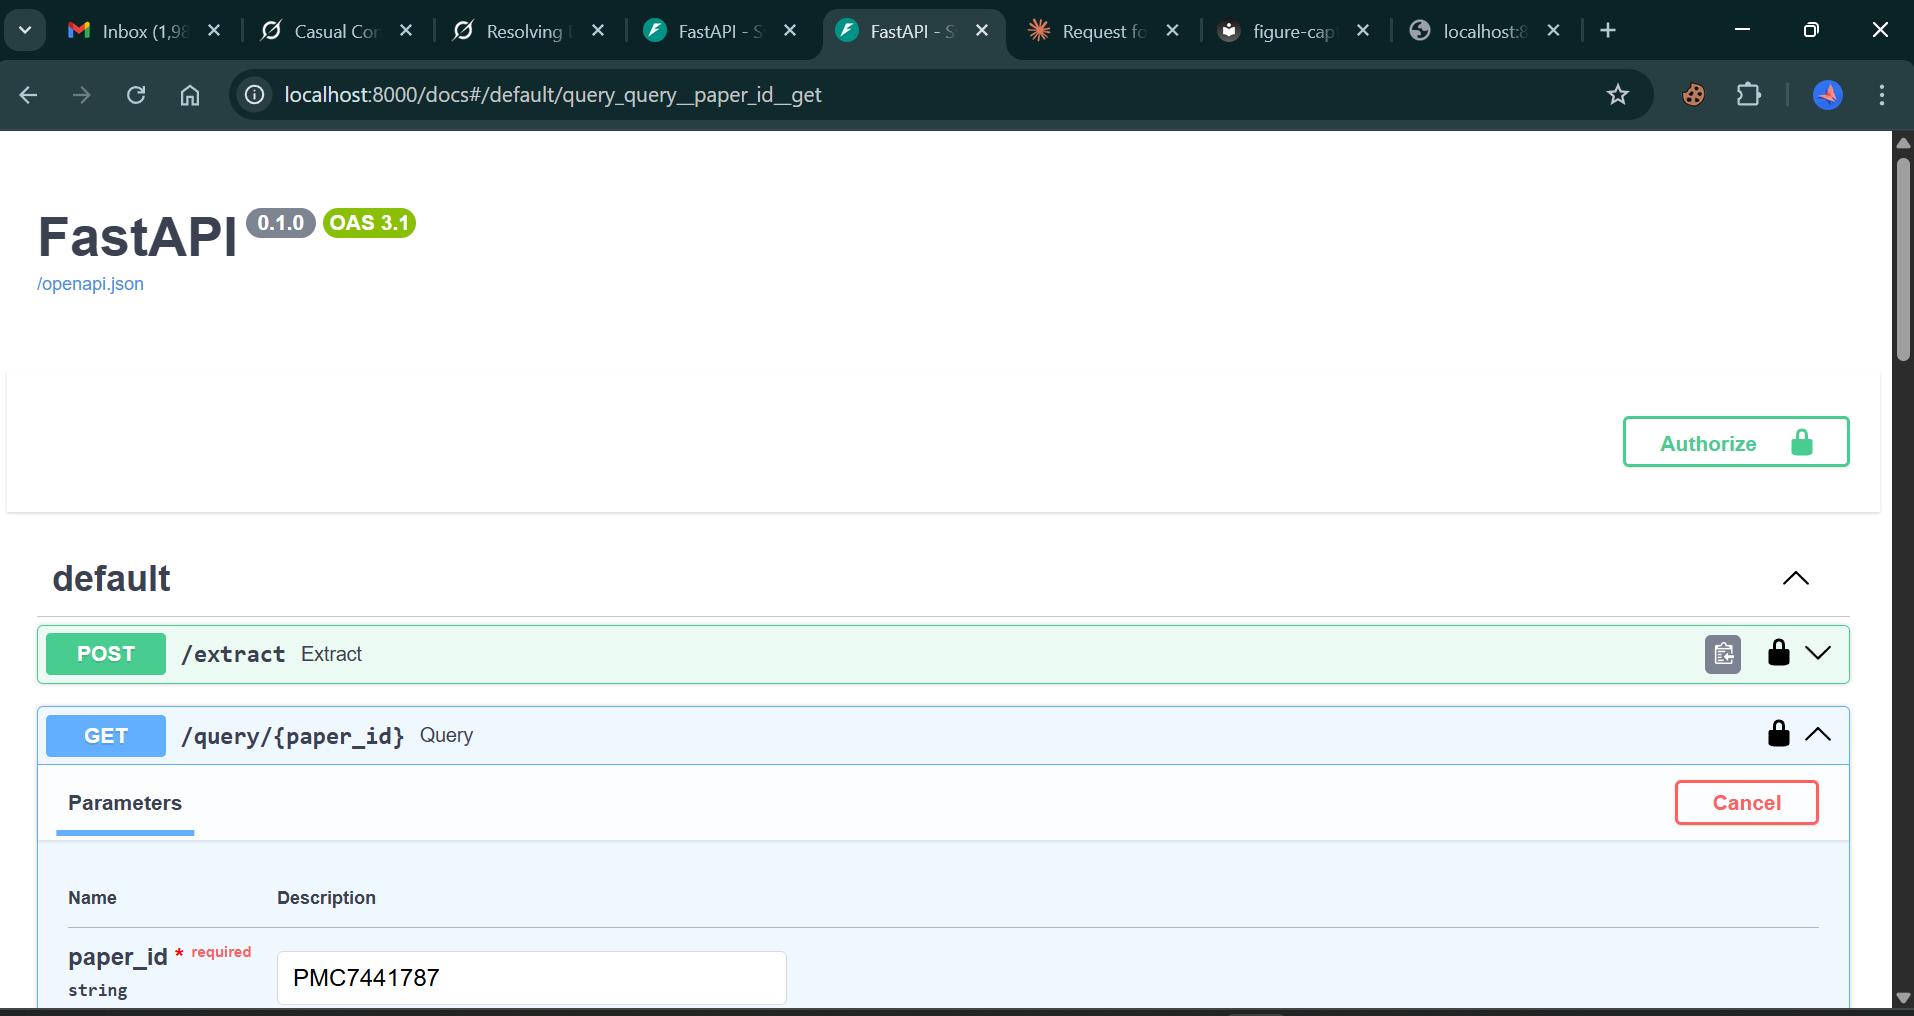 Inbox (1,98
Casual Cor
Resolving
FastAPI - S
FastAPI - S
Request fo
figure-cap
localhost:8
localhost:8000/docs#/default/query_query__paper_id__get
FastAPI 0.1.0 OAS 3.1
/openapi.json
Authorize
default
POST /extract Extract
GET /query/{paper_id} Query
Parameters
Cancel
Name Description
paper_id * required
string
PMC7441787